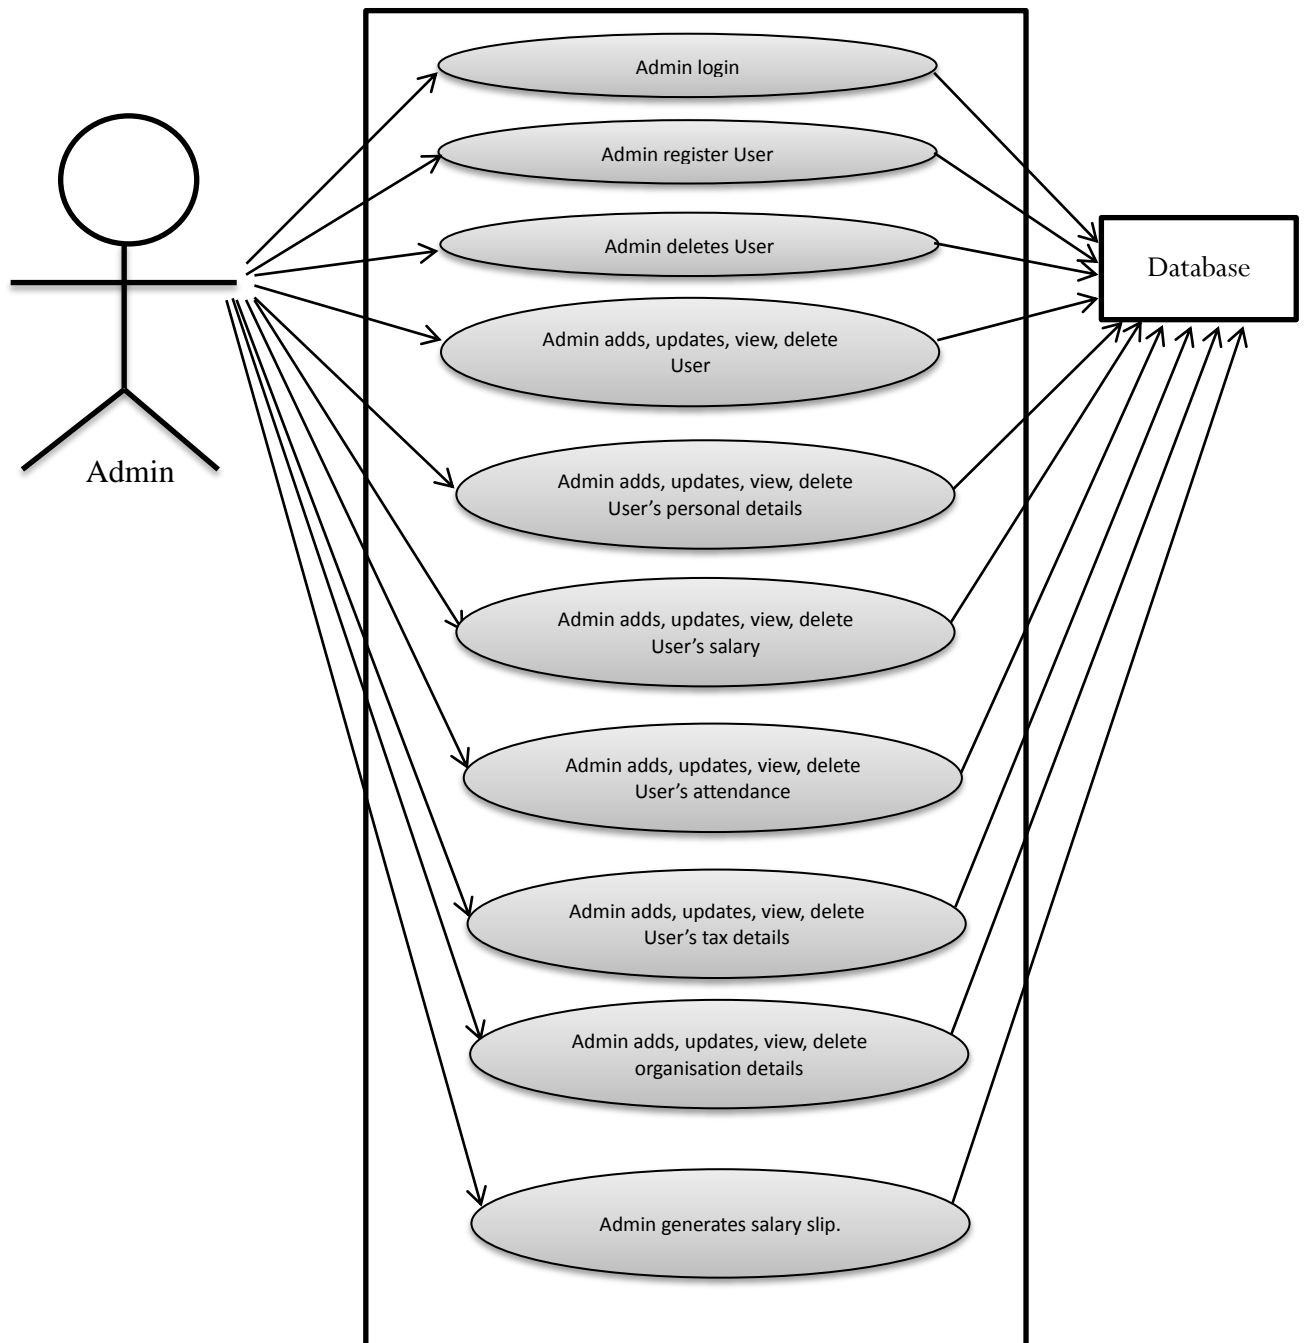 Admin login
Admin register User
Admin deletes User
Database
Admin adds, updates, view, delete
User
Admin
Admin adds, updates, view, delete
User’s personal details
Admin adds, updates, view, delete
User’s salary
Admin adds, updates, view, delete
User’s attendance
Admin adds, updates, view, delete
User’s tax details
Admin adds, updates, view, delete
organisation details
Admin generates salary slip.